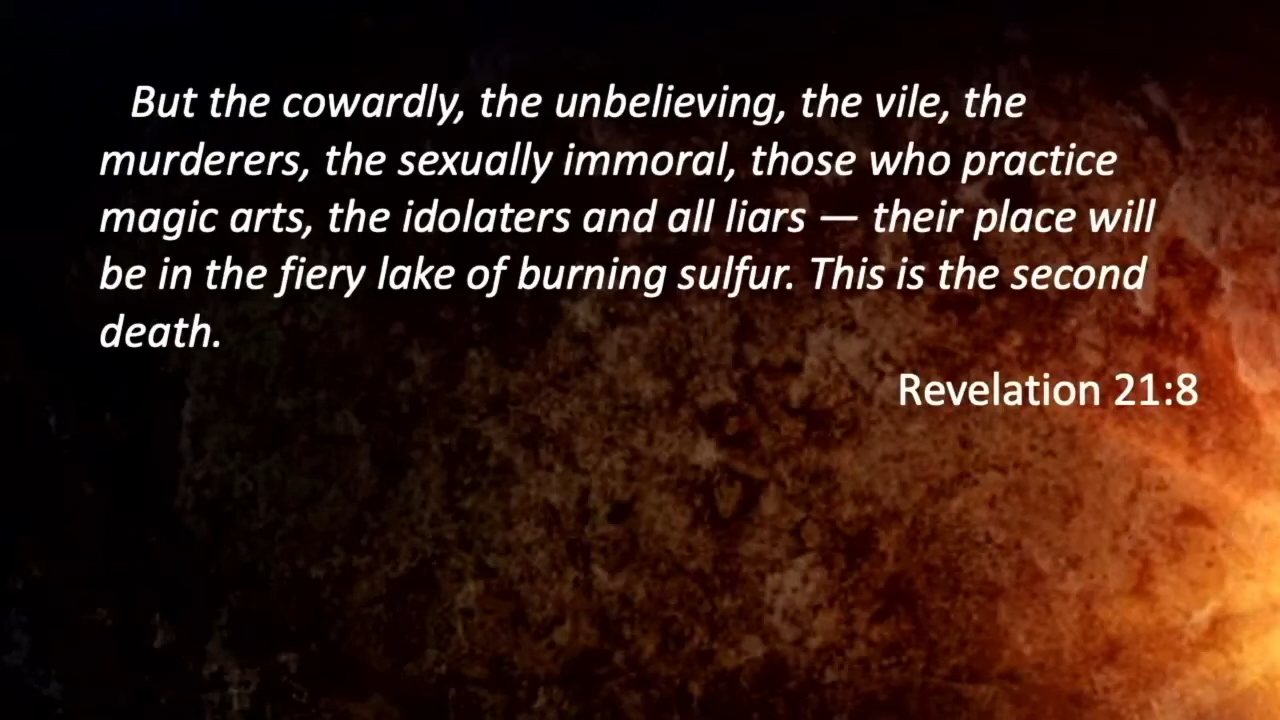 But the cowardly, the unbelieving, the vile, the
murderers, the sexually immoral, those who practice
magic arts, the idolaters and all liars — their place will
be in the fiery lake of burning sulfur. This is the second
death.
Revelation 21:8